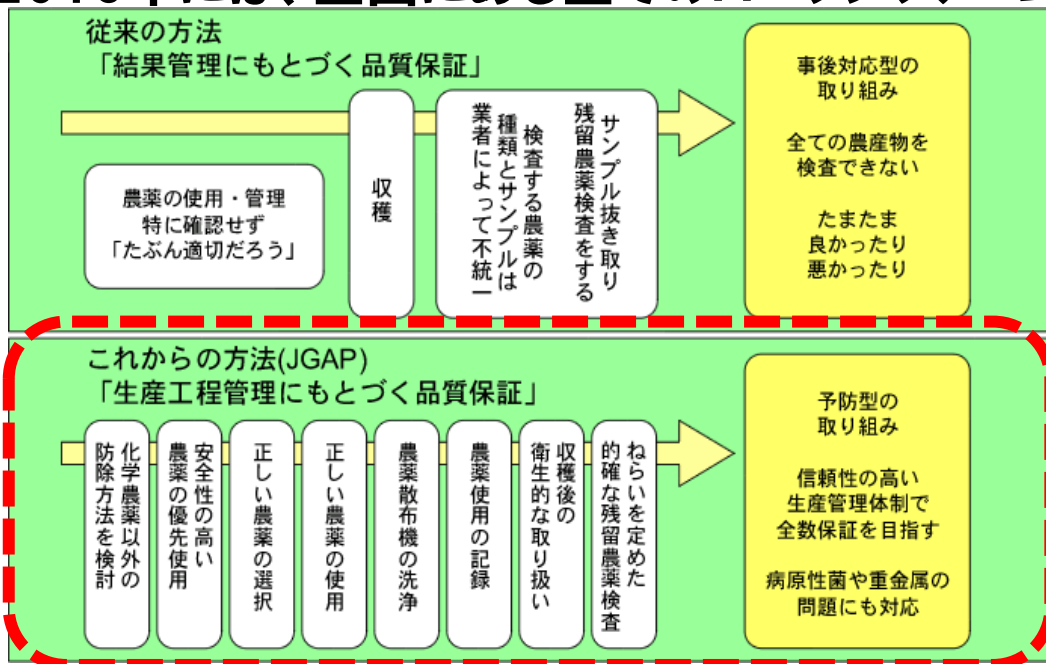 従来の方法
「結果管理にもとづく品質保証」
農薬の使用・管理
特に確認せず
「たぶん適切だろう」
収穫
サンプル抜き取り
残留農薬検査をする
検査する農薬の
種類とサンプルは
業者によって不統一
事後対応型の
取り組み
全ての農産物を
検査できない
たまたま
良かったり
悪かったり
これからの方法(JGAP)
「生産工程管理にもとづく品質保証」
化学農薬以外の
防除方法を検討
安全性の高い
農薬の優先使用
正しい農薬の選択
正しい農薬の使用
農薬散布機の洗浄
農薬使用の記録
収穫後の
衛生的な取り扱い
ねらいを定めた
的確な残留農薬検査
予防型の
取り組み
信頼性の高い
生産管理体制で
全数保証を目指す
病原性菌や重金属の
問題にも対応